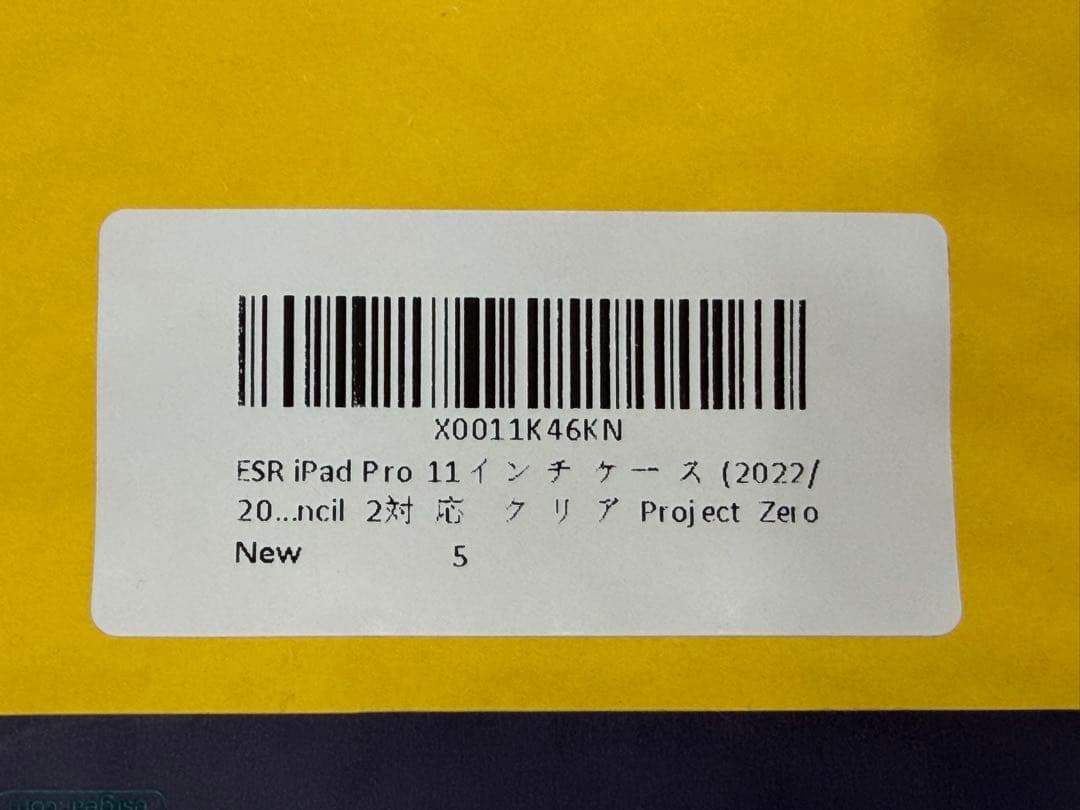 X0011K46KN
ESR iPad Pro 11インチ ケース (2022/
20...ncil 2対応 クリア Project Zero
New 5